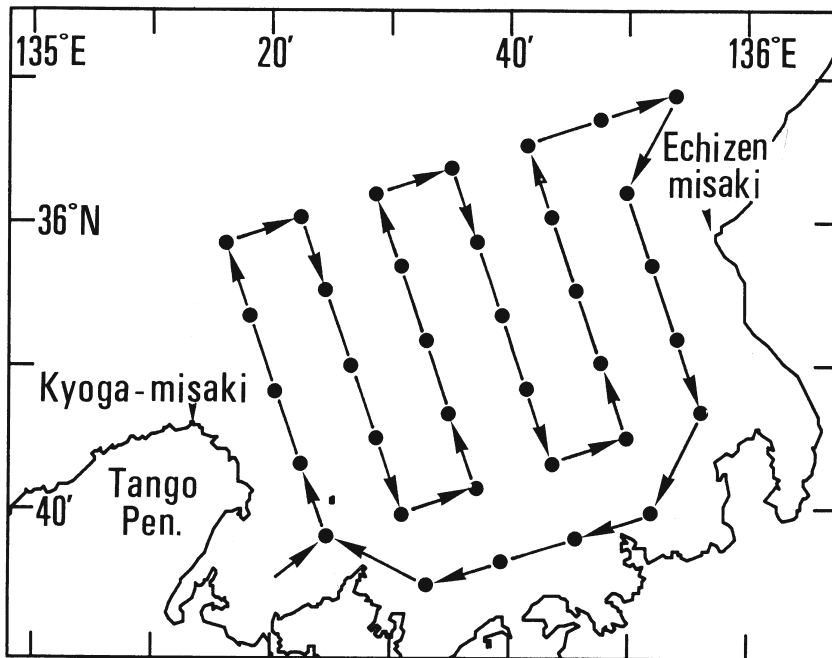 135°E
20′
40′
136°E
Echizen
misaki
36°N
Kyoga-misaki
Tango
Pen.
40′